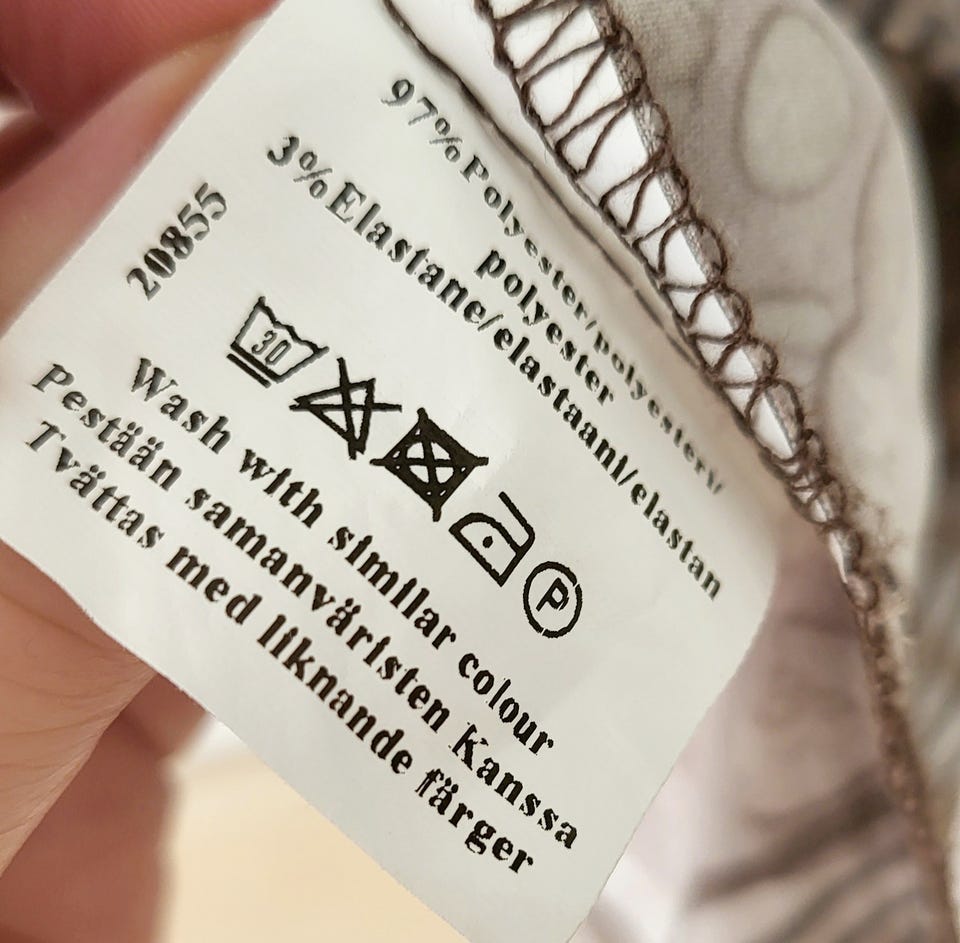 97%Polyester/polyesteri/
polyester
3%Elastane/elastaani/elastan
20855
30
P
Wash with similar colour
Pestään samanväristen Kanssa
Tvättas med liknande färger